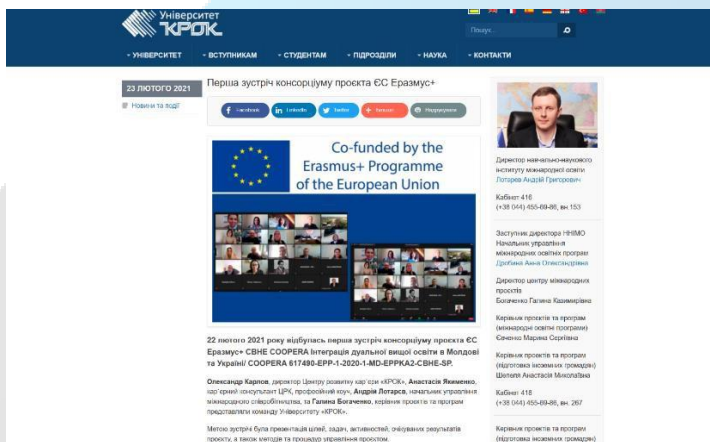 Університет
"КРОК"
Пошук...
УНІВЕРСИТЕТ
ВСТУПНИКАМ
СТУДЕНТАМ
ПІДРОЗДІЛИ
НАУКА
КОНТАКТИ
23 ЛЮТОГО 2021
Новини та події
Перша зустріч консорціуму проєкта ЄС Еразмус+
Facebook
LinkedIn
Twitter
Більше
Надрукувати
Co-funded by the
Erasmus+ Programme
of the European Union
22 лютого 2021 року відбулась перша зустріч консорціуму проєкта ЄС
Еразмус+ CBHE COOPERA Інтеграція дуальної вищої освіти в Молдові
та Україні/ COOPERA 617490-EPP-1-2020-1-MD-EPPKA2-CBHE-SP.
Олександр Карпов, директор Центру розвитку кар'єри «КРОК», Анастасія Якименко,
кар'єрний консультант ЦРК, професійний коуч, Андрій Лотарєв, начальник управління
міжнародного співробітництва, та Галина Богаченко, керівник проєктів та програм
представляли команду Університету «КРОК».
Метою зустрічі була презентація цілей, задач, активностей, очікуваних результатів
проєкту, а також методів та процедур управління проєктом.
Директор навчально-наукового
інституту міжнародної освіти
Лотарєв Андрій Григорович
Кабінет 416
(+38 044) 455-69-86, вн.153
Заступник директора ННІМО
Начальник управління
міжнародних освітніх програм
Дробина Анна Олександрівна
Директор центру міжнародних
проєктів
Богаченко Галина Казимирівна
Керівник проєктів та програм
(міжнародні освітні програми)
Євченко Марина Сергіївна
Керівник проєктів та програм
(підготовка іноземних громадян)
Шепеля Анастасія Миколаївна
Кабінет 418
(+38 044) 455-69-86, вн. 267
Керівник проєктів та програм
(підготовка іноземних громадян)